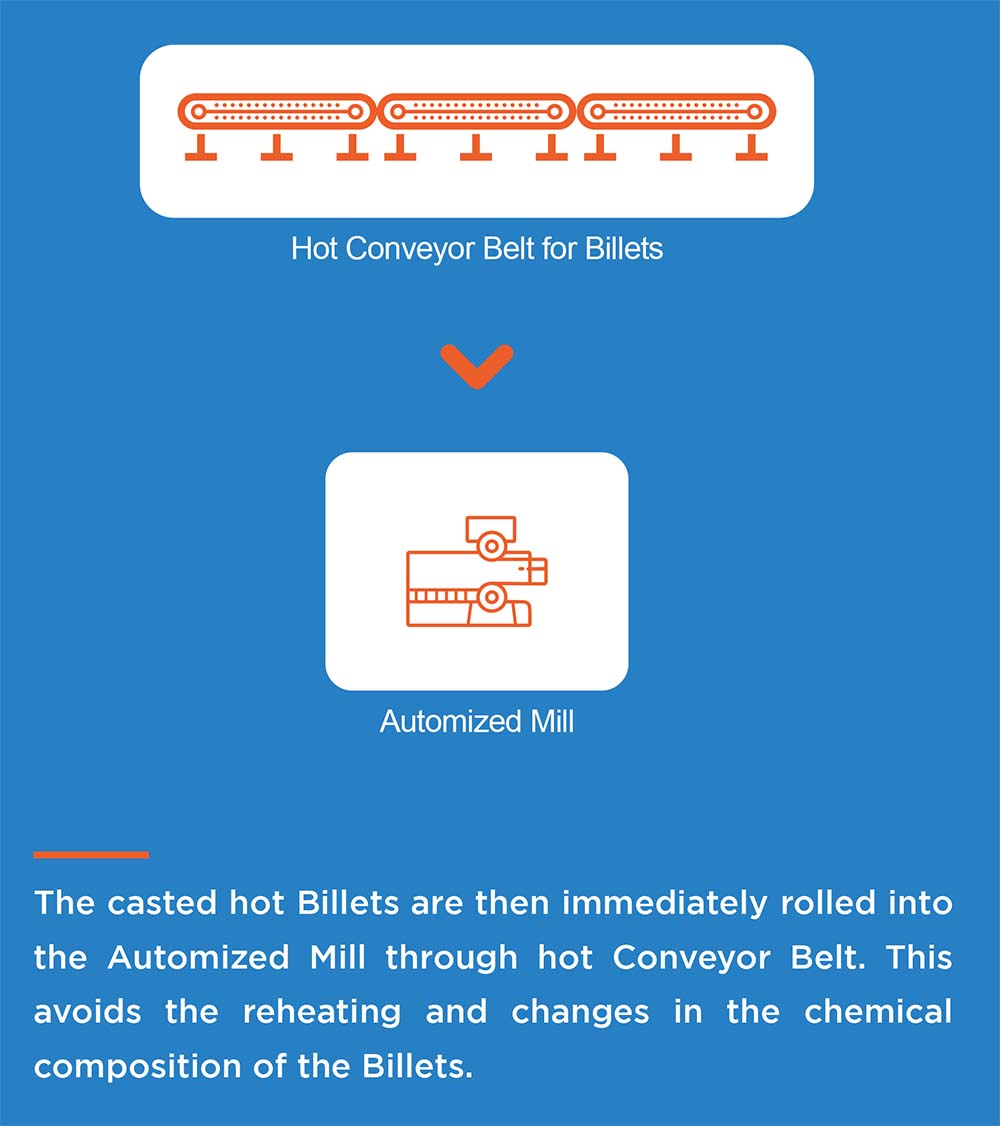 Hot Conveyor Belt for Billets
Automized Mill
The casted hot Billets are then immediately rolled into
the Automized Mill through hot Conveyor Belt. This
avoids the reheating and changes in the chemical
composition of the Billets.